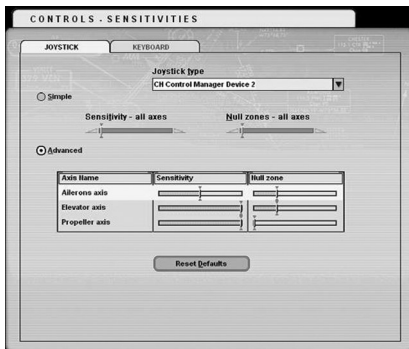 CONTROLS - SENSITIVITIES
JOYSTICK KEYBOARD
Joystick type
CH Control Manager Device 2
Simple
Sensitivity - all axes Null zones - all axes
Advanced
Axis Name Sensitivity Null zone
Ailerons axis
Elevator axis
Propeller axis
Reset Defaults